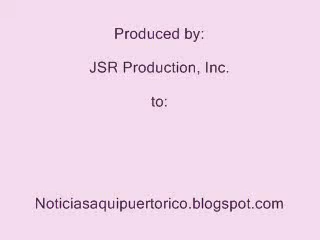 Produced by:
JSR Production, Inc.
to:
Noticiasaquipuertorico.blogspot.com